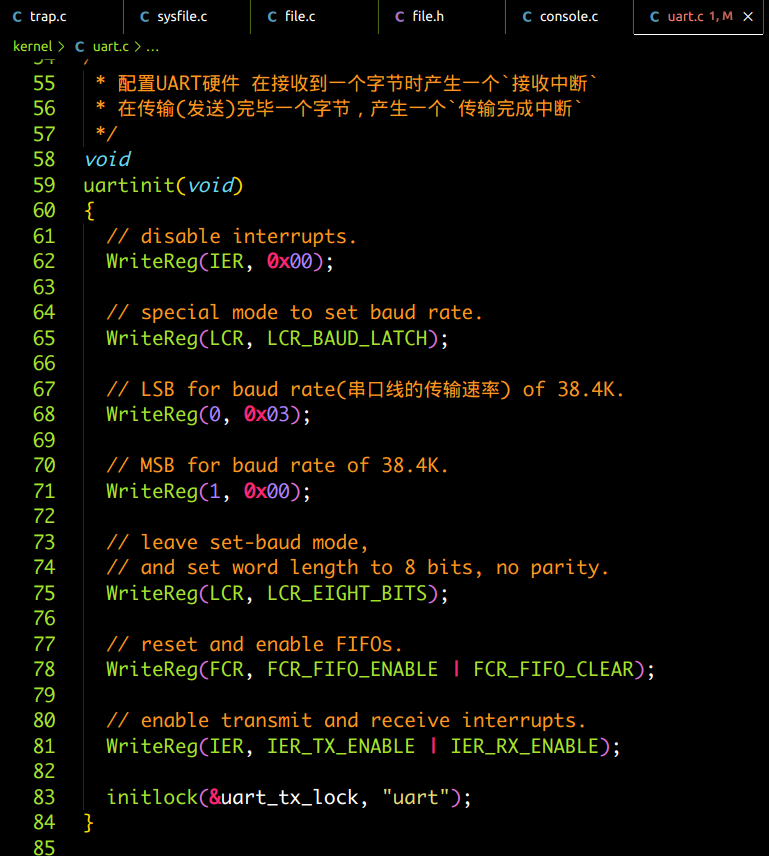 C trap.c C sysfile.c C file.c C file.h C console.c C uart.c 1, M ×
kernel > C uart.c > ...
54 /*
55 * 配置UART硬件 在接收到一个字节时产生一个`接收中断`
56 * 在传输(发送)完毕一个字节，产生一个`传输完成中断`
57 */
58 void
59 uartinit(void)
60 {
61 // disable interrupts.
62 WriteReg(IER, 0x00);
63
64 // special mode to set baud rate.
65 WriteReg(LCR, LCR_BAUD_LATCH);
66
67 // LSB for baud rate(串口线的传输速率) of 38.4K.
68 WriteReg(0, 0x03);
69
70 // MSB for baud rate of 38.4K.
71 WriteReg(1, 0x00);
72
73 // leave set-baud mode,
74 // and set word length to 8 bits, no parity.
75 WriteReg(LCR, LCR_EIGHT_BITS);
76
77 // reset and enable FIFOs.
78 WriteReg(FCR, FCR_FIFO_ENABLE | FCR_FIFO_CLEAR);
79
80 // enable transmit and receive interrupts.
81 WriteReg(IER, IER_TX_ENABLE | IER_RX_ENABLE);
82
83 initlock(&uart_tx_lock, "uart");
84 }
85